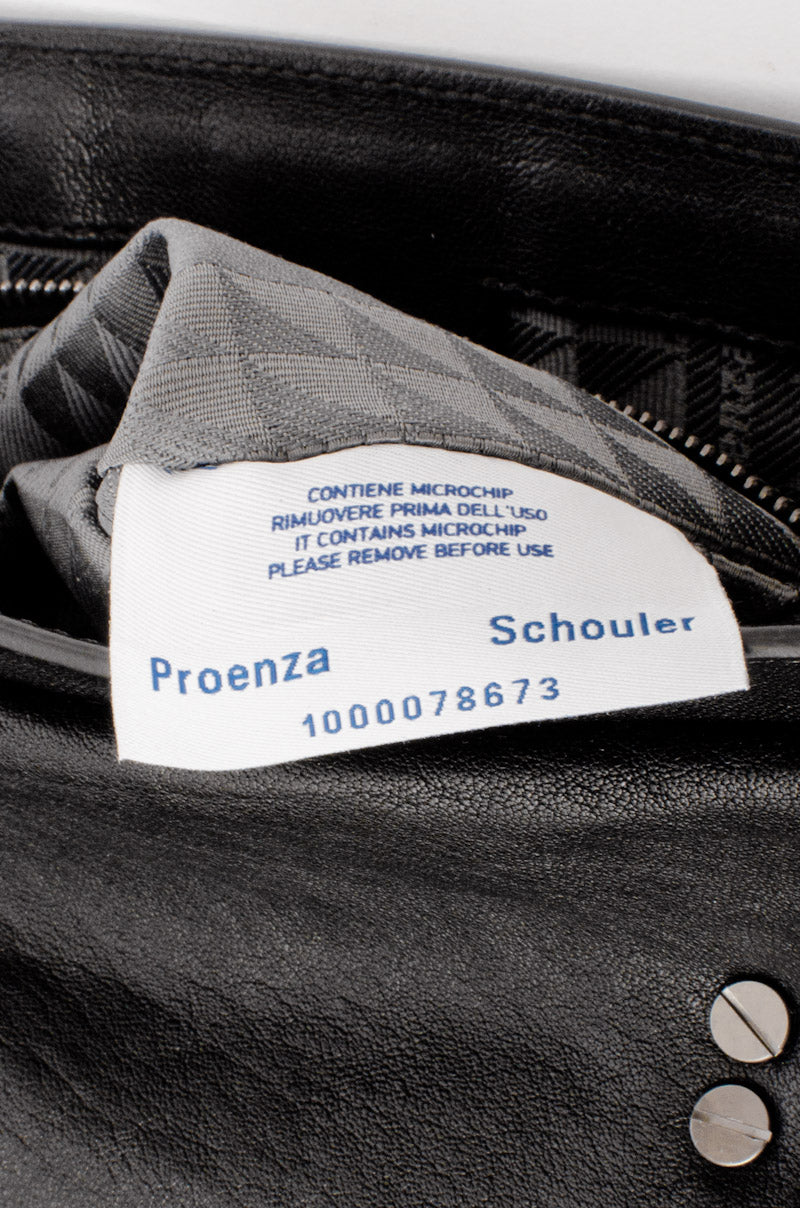 CONTIENE MICROCHIP
RIMUOVERE PRIMA DELL'USO
IT CONTAINS MICROCHIP
PLEASE REMOVE BEFORE USE
Proenza Schouler
1000078673